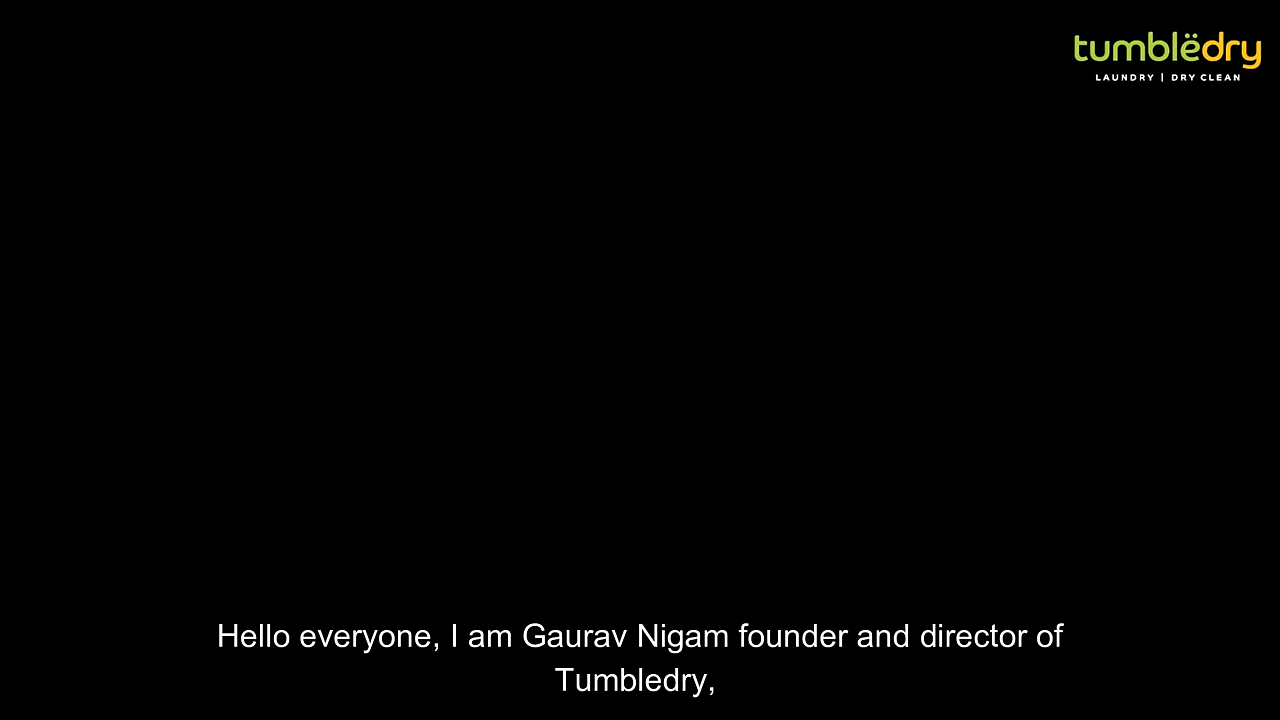 tumblëdry
LAUNDRY | DRY CLEAN
Hello everyone, I am Gaurav Nigam founder and director of
Tumbledry,